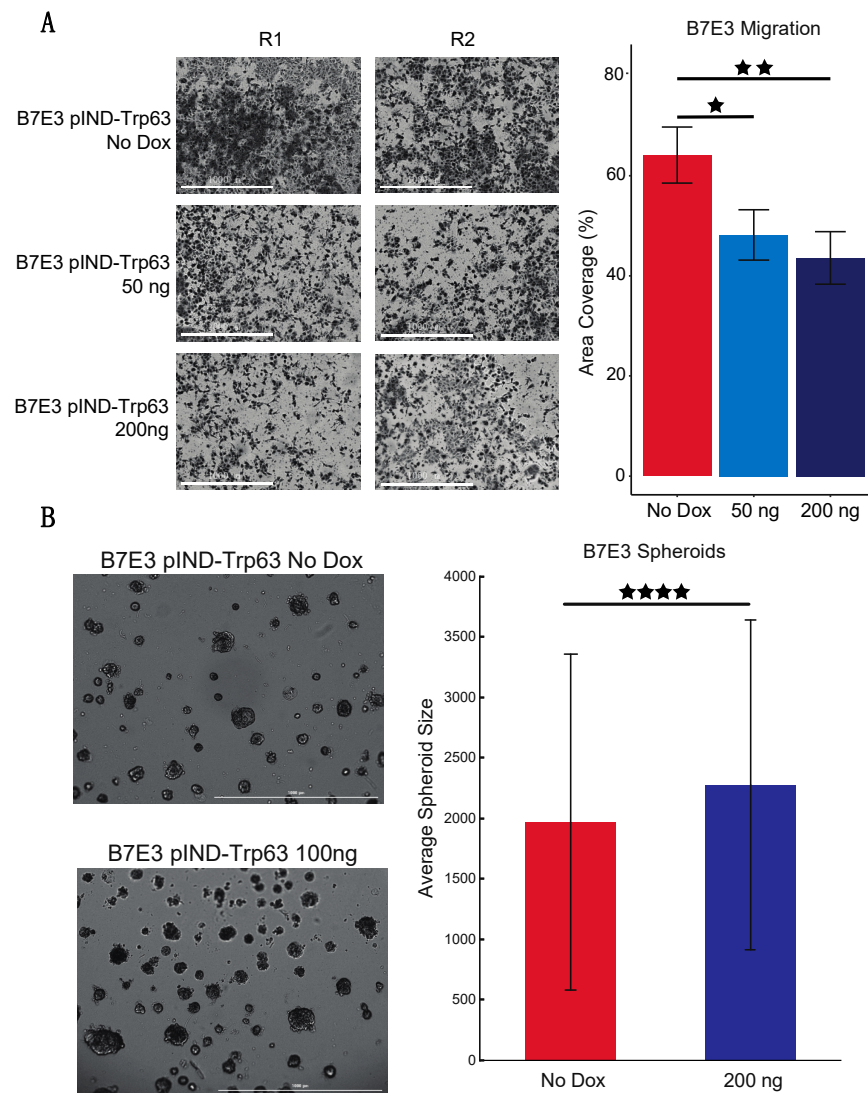 A
R1
R2
B7E3 pIND-Trp63
No Dox
B7E3 pIND-Trp63
50 ng
B7E3 pIND-Trp63
200ng
B7E3 Migration
Area Coverage (%)
80
60
40
20
0
No Dox
50 ng
200 ng
B
B7E3 pIND-Trp63 No Dox
B7E3 pIND-Trp63 100ng
B7E3 Spheroids
Average Spheroid Size
4000
3500
3000
2500
2000
1500
1000
500
0
No Dox
200 ng